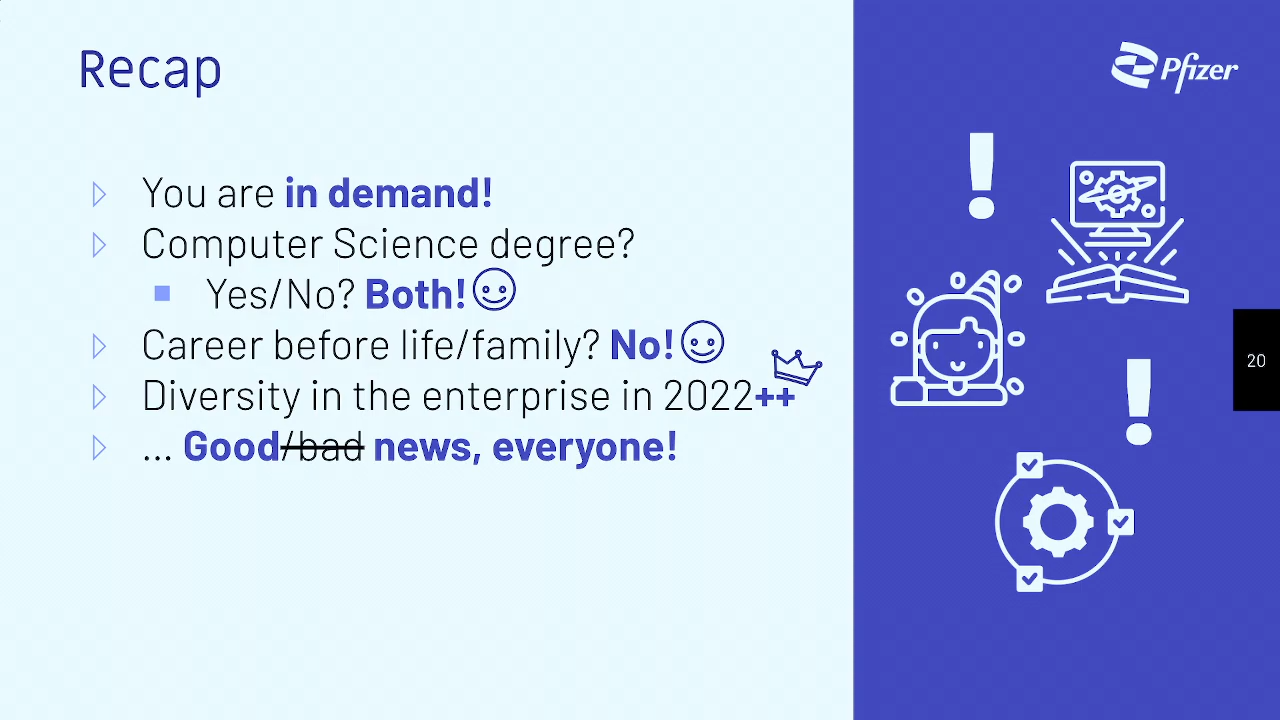 Recap
Pfizer
You are in demand!
Computer Science degree?
Yes/No? Both!
Career before life/family? No!
Diversity in the enterprise in 2022++
... Good/bad news, everyone!
20